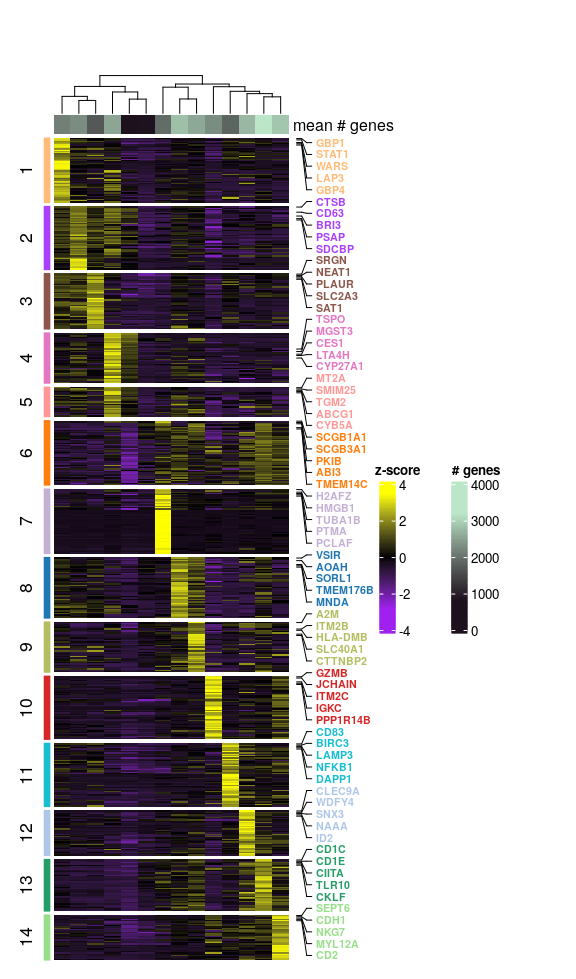 mean # genes
1
GBP1
STAT1
WARS
LAP3
GBP4
2
CTSB
CD63
BRI3
PSAP
SDCBP
3
SRGN
NEAT1
PLAUR
SLC2A3
SAT1
4
TSPO
MGST3
CES1
LTA4H
CYP27A1
5
MT2A
SMIM25
TGM2
ABCG1
CYB5A
6
SCGB1A1
SCGB3A1
PKIB
ABI3
TMEM14C
7
H2AFZ
HMGB1
TUBA1B
PTMA
PCLAF
8
VSIR
AOAH
SORL1
TMEM176B
MNDA
9
A2M
ITM2B
HLA-DMB
SLC40A1
CTTNBP2
10
GZMB
JCHAIN
ITM2C
IGKC
PPP1R14B
11
CD83
BIRC3
LAMP3
NFKB1
DAPP1
12
CLEC9A
WDFY4
SNX3
NAAA
ID2
13
CD1C
CD1E
CIITA
TLR10
CKLF
14
SEPT6
CDH1
NKG7
MYL12A
CD2
z-score
4
2
0
-2
-4
# genes
4000
3000
2000
1000
0